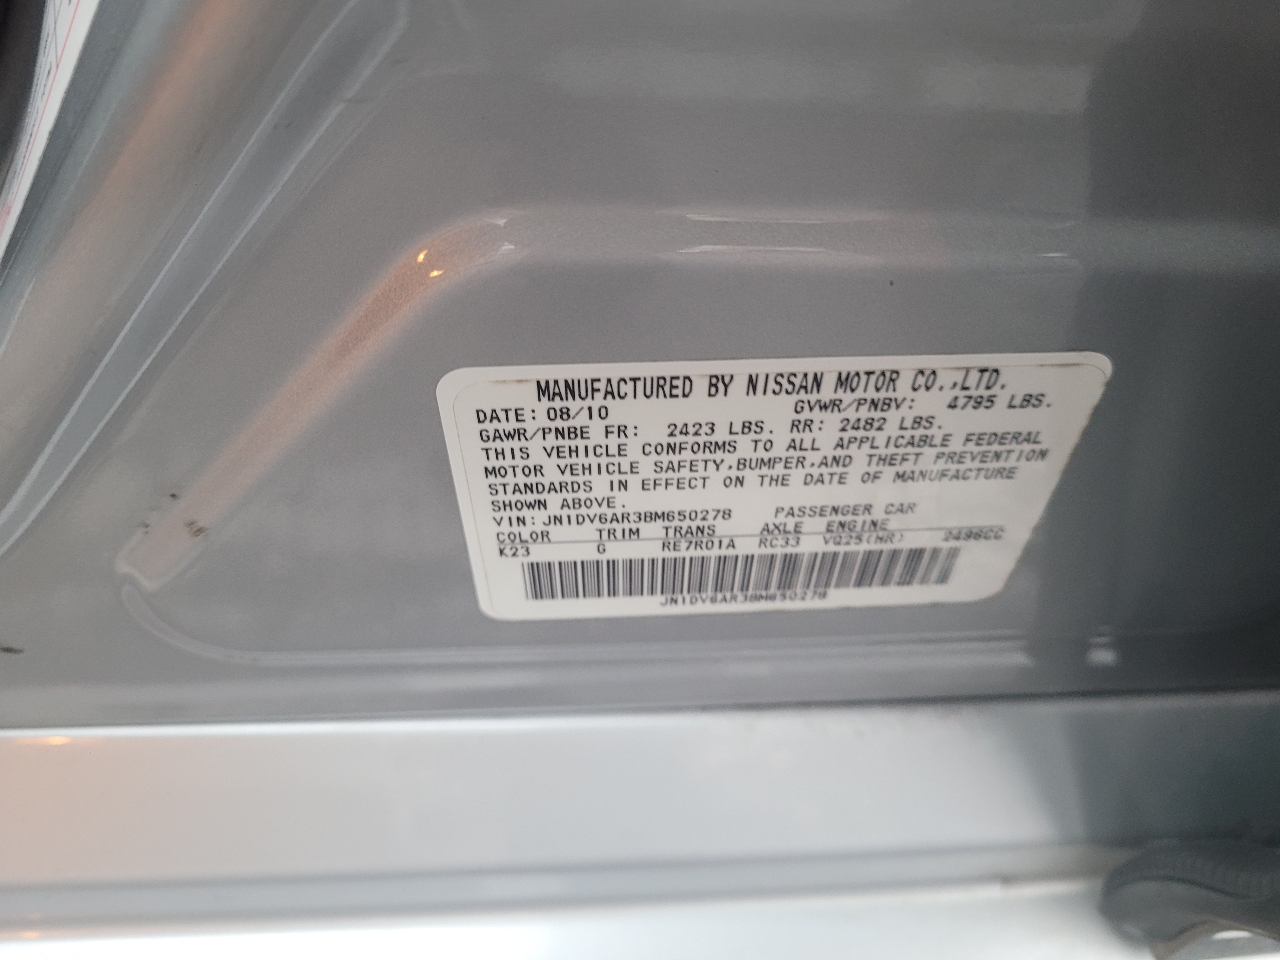 MANUFACTURED BY NISSAN MOTOR CO.,LTD.
DATE: 08/10 GVWR/PNBV: 4795 LBS.
GAWR/PNBE FR: 2423 LBS. RR: 2482 LBS.
THIS VEHICLE CONFORMS TO ALL APPLICABLE FEDERAL
MOTOR VEHICLE SAFETY,BUMPER,AND THEFT PREVENTION
STANDARDS IN EFFECT ON THE DATE OF MANUFACTURE
SHOWN ABOVE.
VIN: JN1DV6AR3BM650278 PASSENGER CAR
COLOR TRIM TRANS AXLE ENGINE
K23 G RE7R01A RC33 VQ25(HR) 2496CC
JN1DV6AR3BM650278